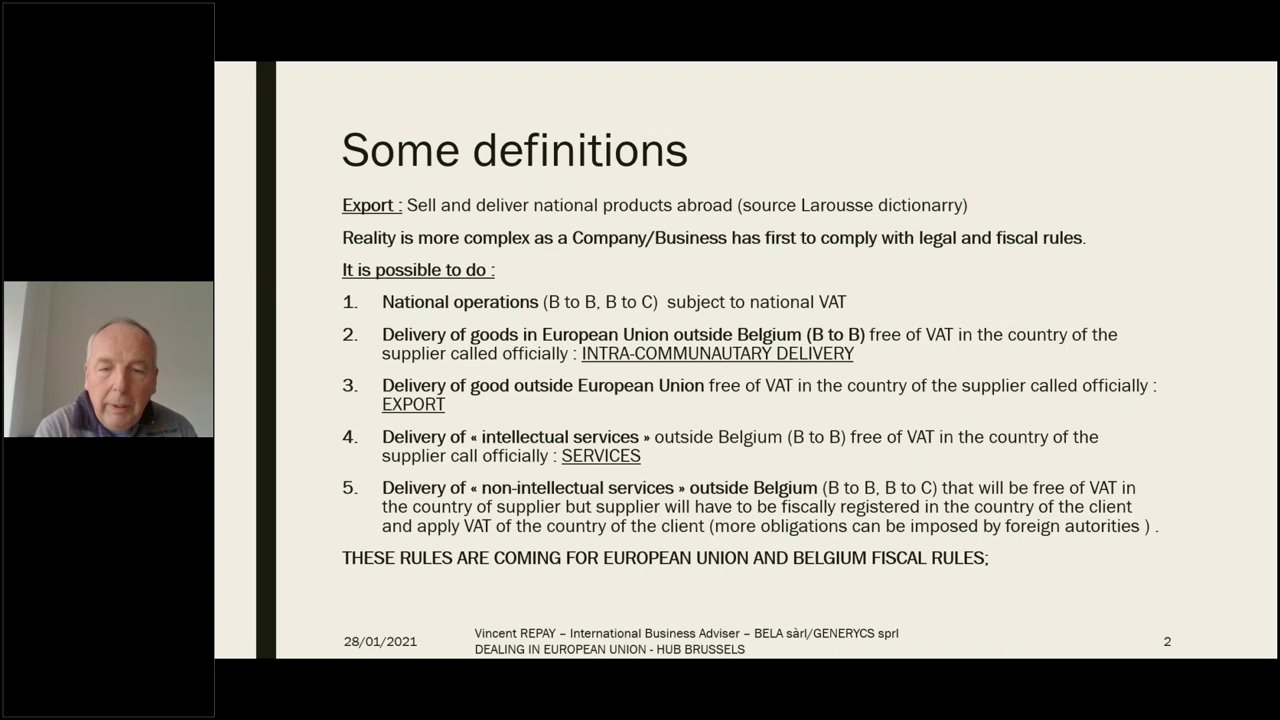 Some definitions
Export : Sell and deliver national products abroad (source Larousse dictionarry)
Reality is more complex as a Company/Business has first to comply with legal and fiscal rules.
It is possible to do :
1. National operations (B to B, B to C) subject to national VAT
2. Delivery of goods in European Union outside Belgium (B to B) free of VAT in the country of the
supplier called officially : INTRA-COMMUNAUTARY DELIVERY
3. Delivery of good outside European Union free of VAT in the country of the supplier called officially :
EXPORT
4. Delivery of « intellectual services » outside Belgium (B to B) free of VAT in the country of the
supplier call officially : SERVICES
5. Delivery of « non-intellectual services » outside Belgium (B to B, B to C) that will be free of VAT in
the country of supplier but supplier will have to be fiscally registered in the country of the client
and apply VAT of the country of the client (more obligations can be imposed by foreign autorities ) .
THESE RULES ARE COMING FOR EUROPEAN UNION AND BELGIUM FISCAL RULES;
28/01/2021
Vincent REPAY – International Business Adviser – BELA sàrl/GENERYCS sprl
DEALING IN EUROPEAN UNION - HUB BRUSSELS
2